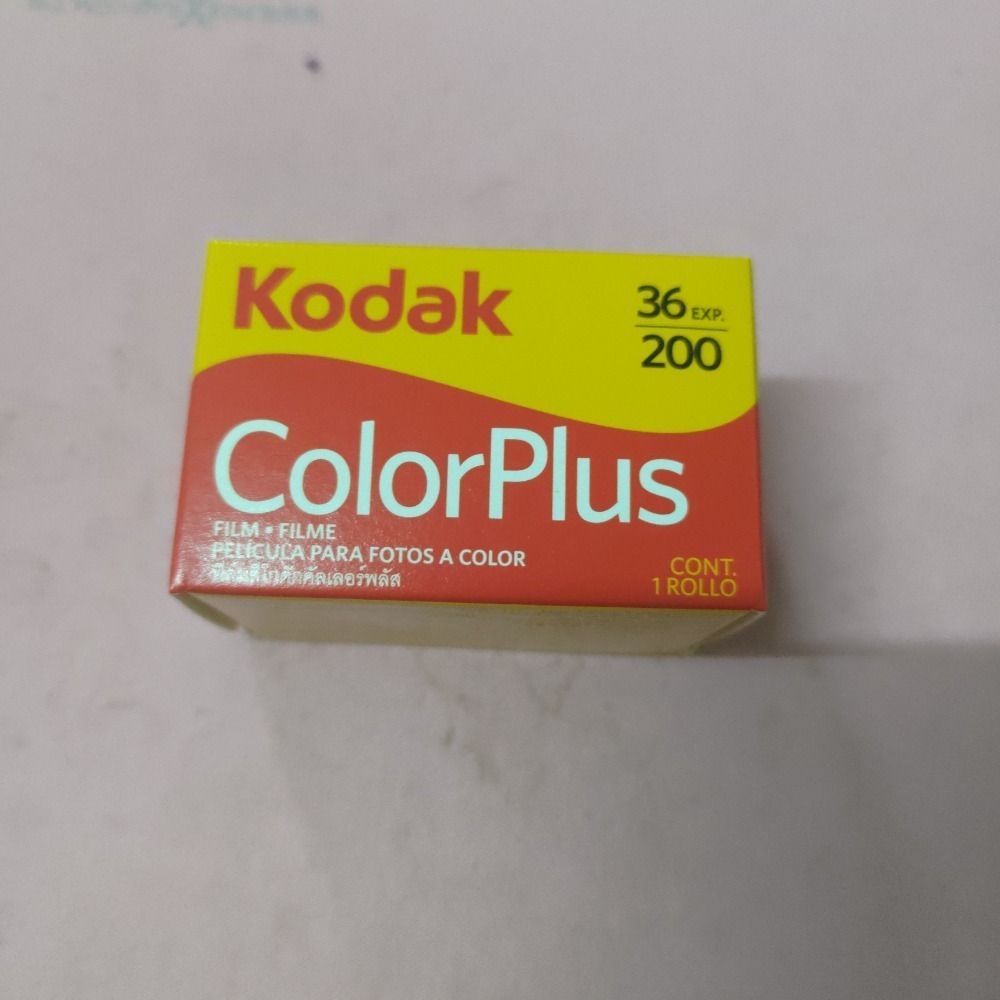 Kodak
36 EXP.
200
ColorPlus
FILM • FILME
PELÍCULA PARA FOTOS A COLOR
ฟิล์มสีโกดักคัลเลอร์พลัส
CONT.
1 ROLLO